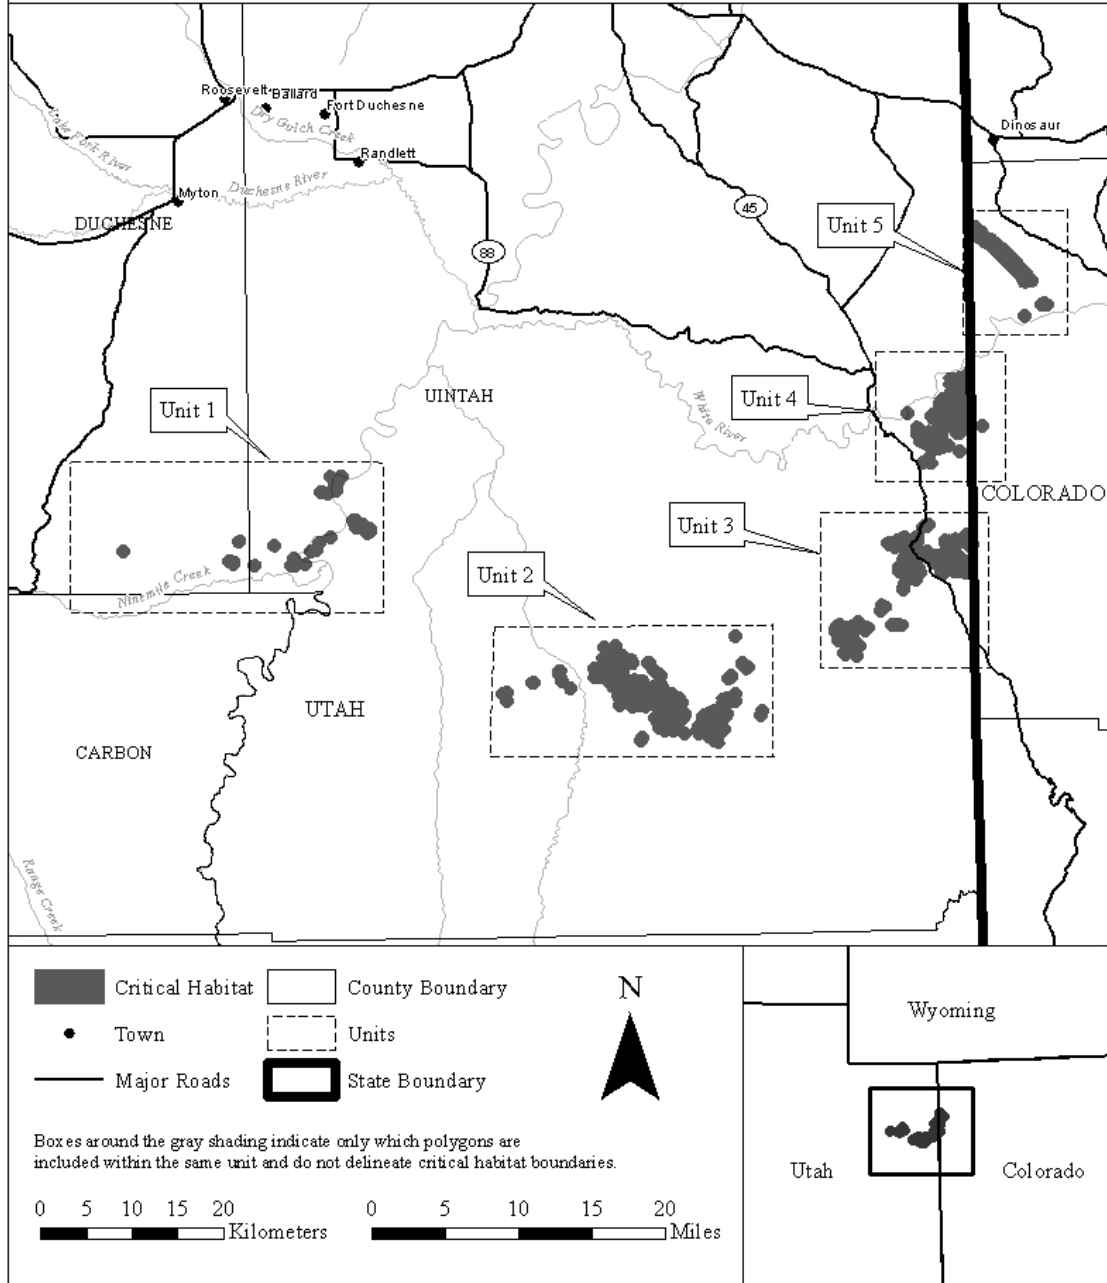 Roosevelt
Ballard
Fort Duchesne
Dry Gulch Creek
Lake Fort River
Randlett
Dinosaur
Duchesne River
Myton
DUCHESNE
45
88
Unit 5
Unit 1
UINTAH
Unit 4
White River
COLORADO
Unit 3
Unit 2
Ninemile Creek
UTAH
CARBON
Range Creek
Critical Habitat
County Boundary
N
Town
Units
Major Roads
State Boundary
Boxes around the gray shading indicate only which polygons are
included within the same unit and do not delineate critical habitat boundaries.
0 5 10 15 20
Kilometers
0 5 10 15 20
Miles
Wyoming
Utah
Colorado